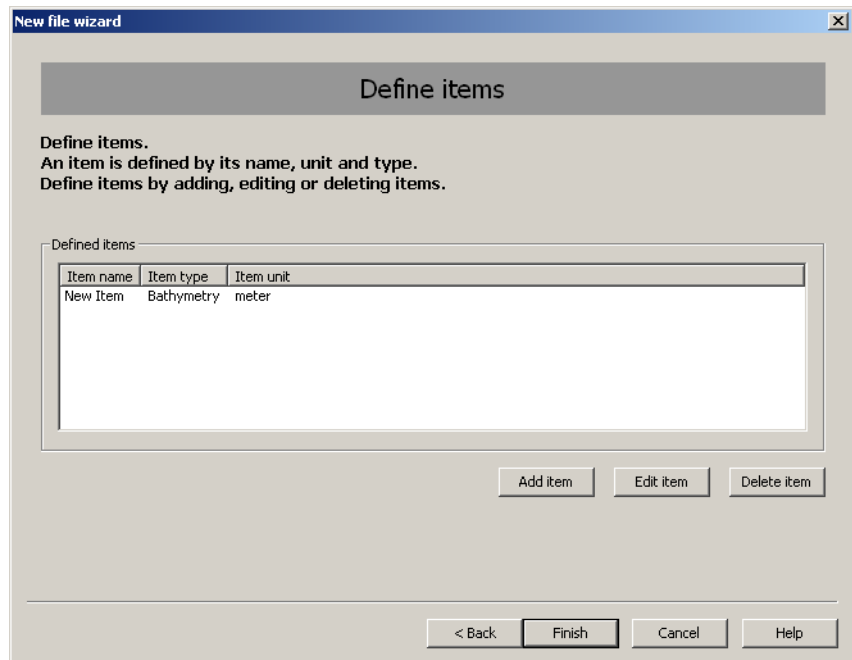 New file wizard
Define items
Define items.
An item is defined by its name, unit and type.
Define items by adding, editing or deleting items.
Defined items
Item name Item type Item unit
New Item Bathymetry meter
Add item Edit item Delete item
< Back Finish Cancel Help